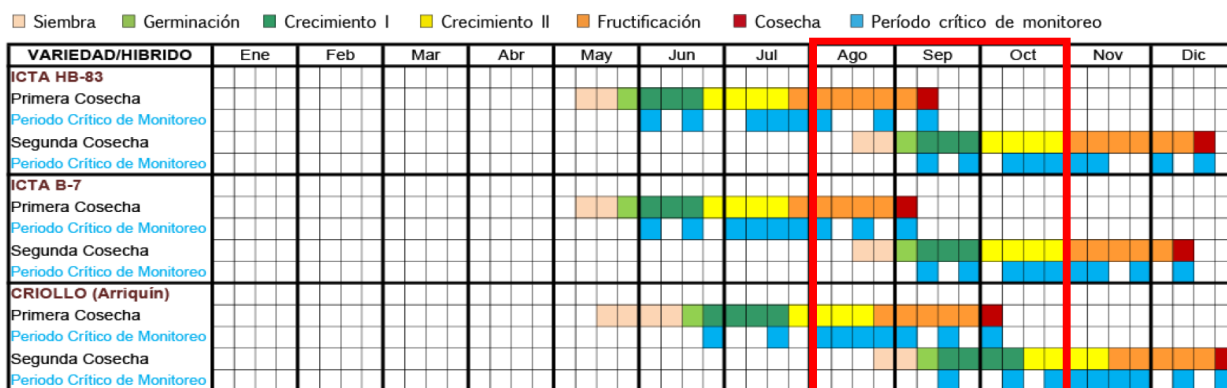 Siembra Germinación Crecimiento I Crecimiento II Fructificación Cosecha Período crítico de monitoreo
VARIEDAD/HIBRIDO Ene Feb Mar Abr May Jun Jul Ago Sep Oct Nov Dic
ICTA HB-83
Primera Cosecha
Periodo Crítico de Monitoreo
Segunda Cosecha
Periodo Crítico de Monitoreo
ICTA B-7
Primera Cosecha
Periodo Crítico de Monitoreo
Segunda Cosecha
Periodo Crítico de Monitoreo
CRIOLLO (Arriquín)
Primera Cosecha
Periodo Crítico de Monitoreo
Segunda Cosecha
Periodo Crítico de Monitoreo